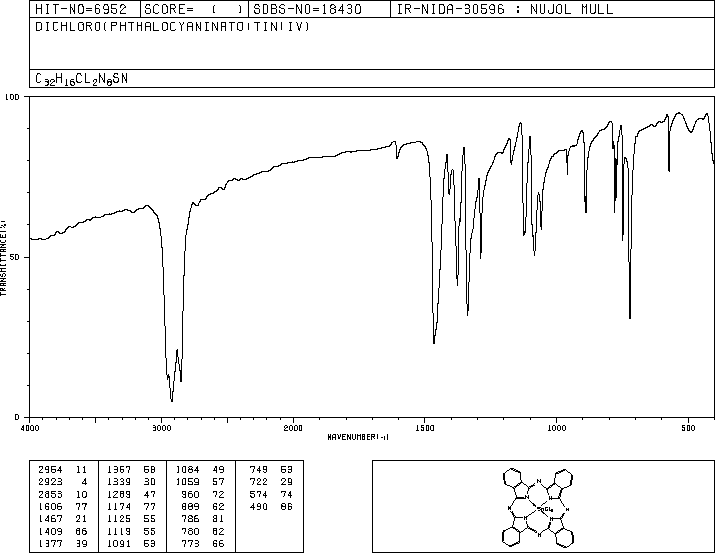 HIT-NO=6952 SCORE= ( ) SDBS-NO=18430 IR-NIDA-30596 : NUJOL MULL
DICHLORO(PHTHALOCYANINATO)TIN(IV)
C32H16CL2N8SN
100
TRANSMITTANCE(%)
50
0
4000 3000 2000 1500 1000 500
WAVENUMBER(-1)
2954 11 1367 58 1084 49 749 53
2923 4 1339 30 1059 57 722 29
2853 10 1289 47 960 72 574 74
1606 77 1174 77 889 62 490 86
1467 21 1125 55 786 81
1409 66 1119 55 780 62
1377 39 1091 53 773 66
N N
N
N SnCl2 N
N
N N